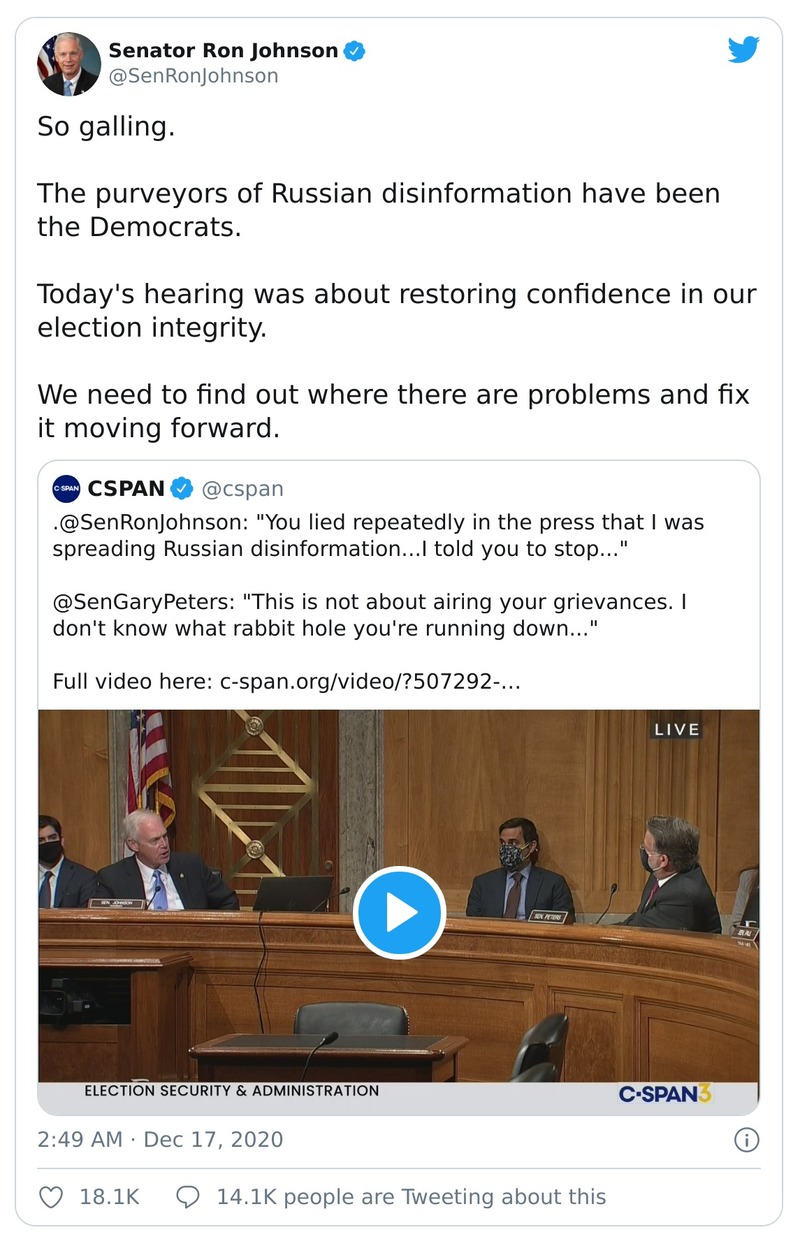 Senator Ron Johnson
@SenRonJohnson
So galling.
The purveyors of Russian disinformation have been
the Democrats.
Today's hearing was about restoring confidence in our
election integrity.
We need to find out where there are problems and fix
it moving forward.
C-SPAN
CSPAN @cspan
.@SenRonJohnson: "You lied repeatedly in the press that I was
spreading Russian disinformation...I told you to stop..."
@SenGaryPeters: "This is not about airing your grievances. I
don't know what rabbit hole you're running down..."
Full video here: c-span.org/video/?507292-…
LIVE
SEN. JOHNSON
SEN. PETERS
ELECTION SECURITY & ADMINISTRATION
C·SPAN3
2:49 AM · Dec 17, 2020
18.1K
14.1K people are Tweeting about this